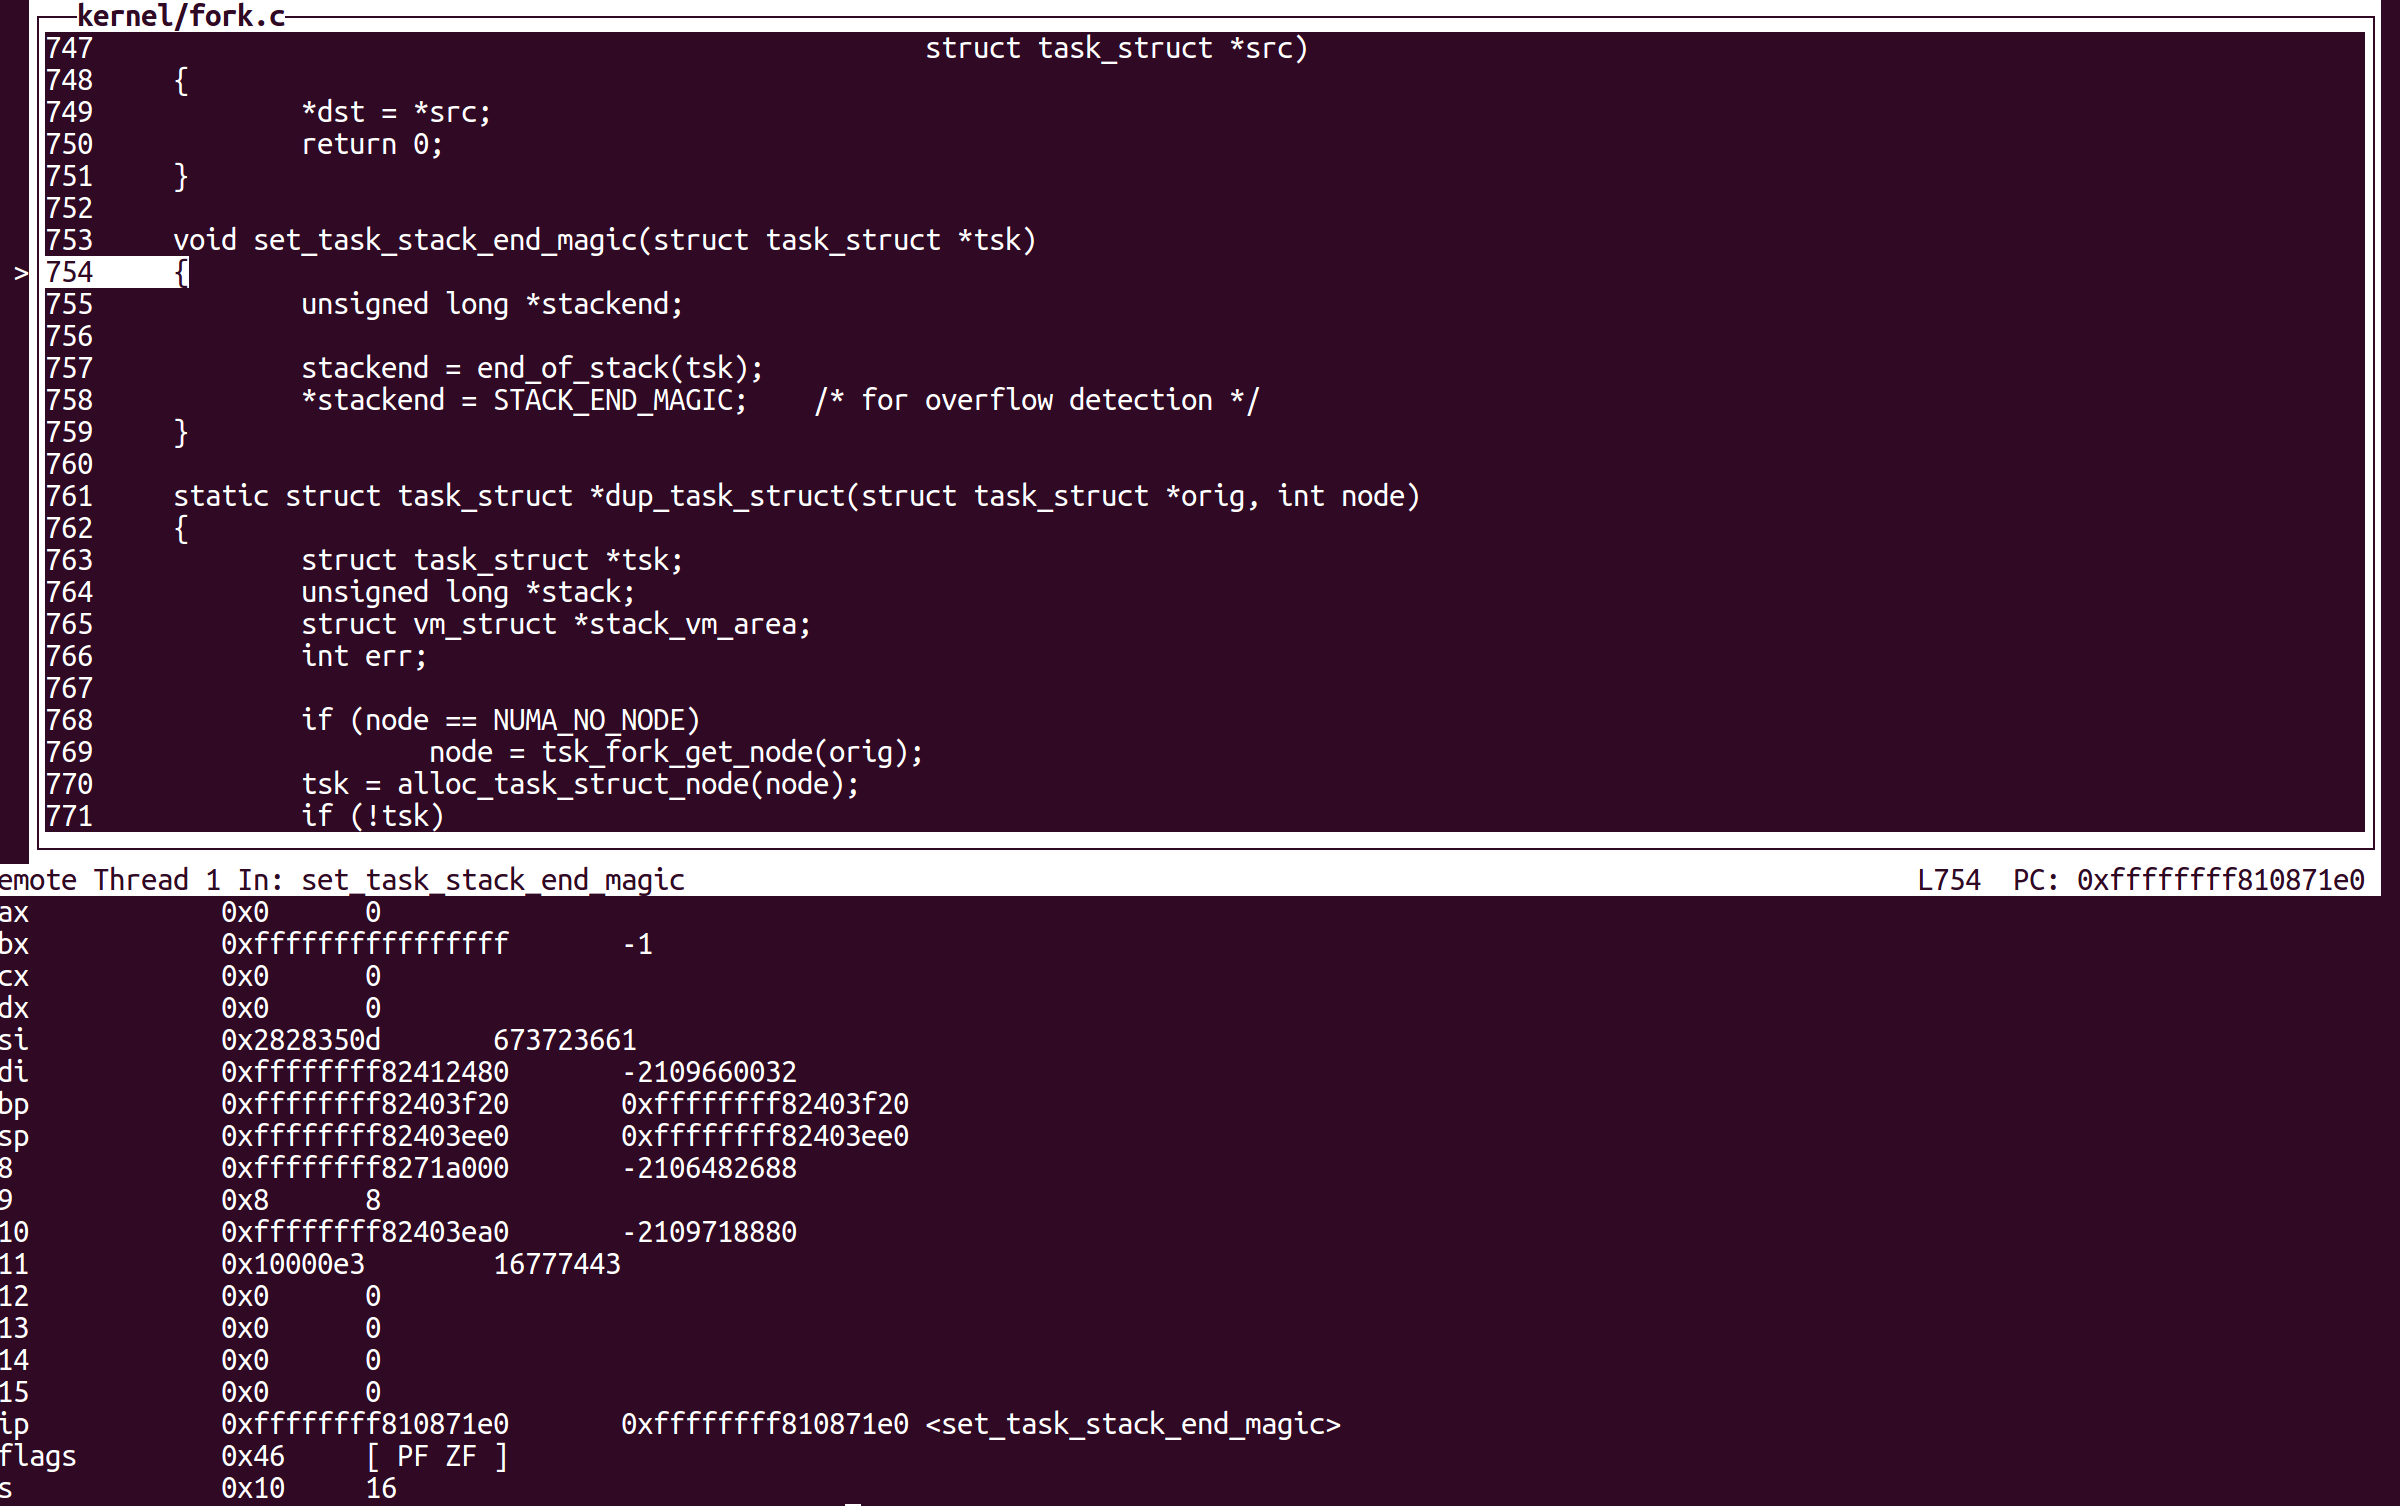 kernel/fork.c
747 struct task_struct *src)
748 {
749 *dst = *src;
750 return 0;
751 }
752
753 void set_task_stack_end_magic(struct task_struct *tsk)
> 754 {
755 unsigned long *stackend;
756
757 stackend = end_of_stack(tsk);
758 *stackend = STACK_END_MAGIC; /* for overflow detection */
759 }
760
761 static struct task_struct *dup_task_struct(struct task_struct *orig, int node)
762 {
763 struct task_struct *tsk;
764 unsigned long *stack;
765 struct vm_struct *stack_vm_area;
766 int err;
767
768 if (node == NUMA_NO_NODE)
769 node = tsk_fork_get_node(orig);
770 tsk = alloc_task_struct_node(node);
771 if (!tsk)
emote Thread 1 In: set_task_stack_end_magic L754 PC: 0xffffffff810871e0
ax 0x0 0
bx 0xffffffffffffffff -1
cx 0x0 0
dx 0x0 0
si 0x2828350d 673723661
di 0xffffffff82412480 -2109660032
bp 0xffffffff82403f20 0xffffffff82403f20
sp 0xffffffff82403ee0 0xffffffff82403ee0
8 0xffffffff8271a000 -2106482688
9 0x8 8
10 0xffffffff82403ea0 -2109718880
11 0x10000e3 16777443
12 0x0 0
13 0x0 0
14 0x0 0
15 0x0 0
ip 0xffffffff810871e0 0xffffffff810871e0 <set_task_stack_end_magic>
flags 0x46 [ PF ZF ]
s 0x10 16